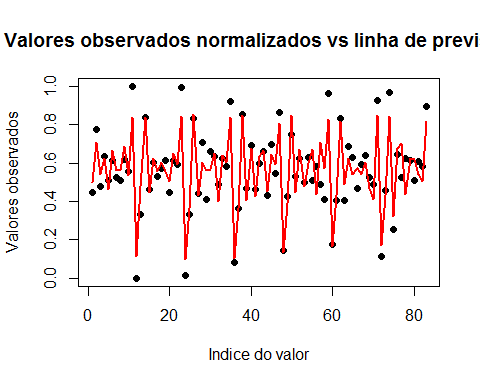 Valores observados normalizados vs linha de previ
Valores observados
0.0 0.2 0.4 0.6 0.8 1.0
0 20 40 60 80
Indice do valor